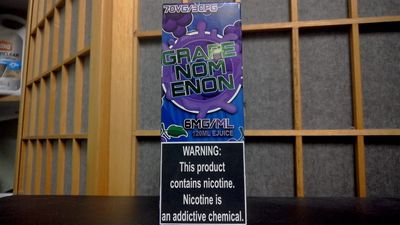 70VG/30PG
GRAPE
NOM
ENON
6MG/ML
120ML EJUICE
WARNING:
This product
contains nicotine.
Nicotine is
an addictive chemical.